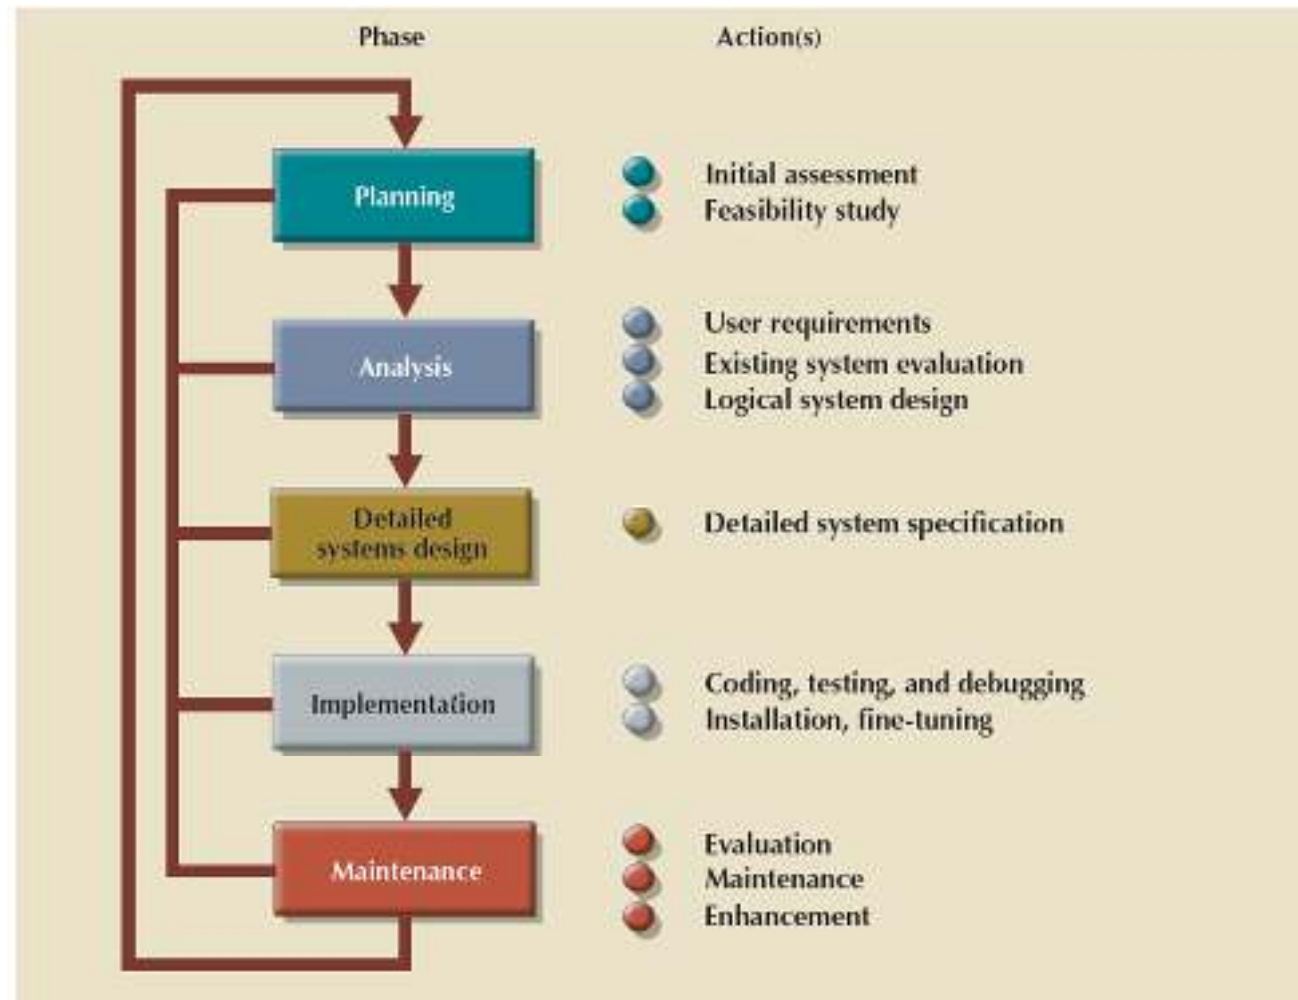 Phase
Action(s)
Planning
Initial assessment
Feasibility study
Analysis
User requirements
Existing system evaluation
Logical system design
Detailed
systems design
Detailed system specification
Implementation
Coding, testing, and debugging
Installation, fine-tuning
Maintenance
Evaluation
Maintenance
Enhancement